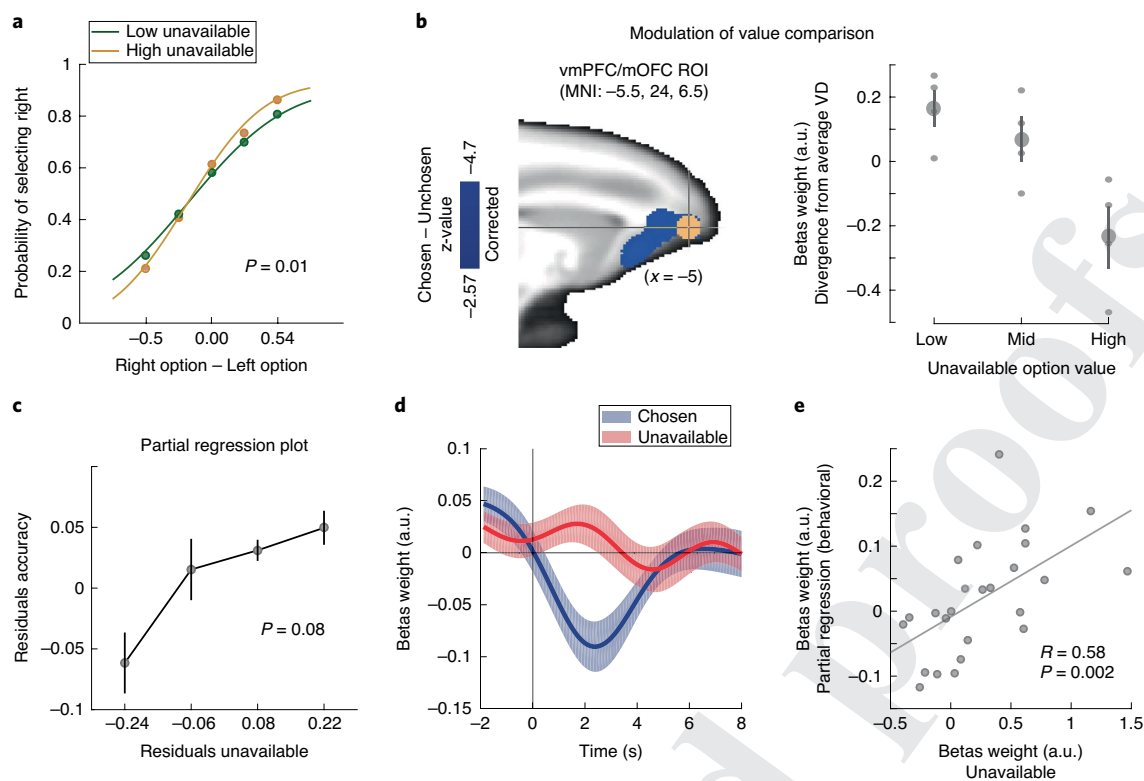 a
Low unavailable
High unavailable
Probability of selecting right
1
0.8
0.6
0.4
0.2
0
P = 0.01
−0.5
0.00
0.54
Right option – Left option
b
Modulation of value comparison
vmPFC/mOFC ROI
(MNI: −5.5, 24, 6.5)
Chosen – Unchosen
z-value
−2.57
−4.7
Corrected
(x = −5)
Betas weight (a.u.)
Divergence from average VD
0.2
0
−0.2
−0.4
Low
Mid
High
Unavailable option value
c
Partial regression plot
Residuals accuracy
0.05
0
−0.05
−0.1
P = 0.08
−0.24
−0.06
0.08
0.22
Residuals unavailable
d
Chosen
Unavailable
Betas weight (a.u.)
0.1
0.05
0
−0.05
−0.1
−0.15
−2
0
2
4
6
8
Time (s)
e
Betas weight (a.u.)
Partial regression (behavioral)
0.2
0.1
0
−0.1
R = 0.58
P = 0.002
−0.5
0
0.5
1
1.5
Betas weight (a.u.)
Unavailable
d proofs